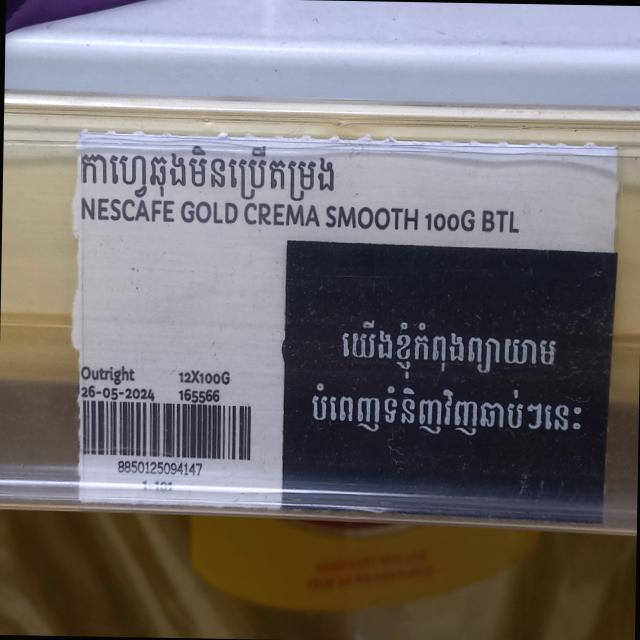 កាហ្វេឆុងមិនប្រើតម្រង
NESCAFE GOLD CREMA SMOOTH 100G BTL
យើងខ្ញុំកំពុងព្យាយាម
បំពេញទំនិញវិញឆាប់ៗនេះ
Outright 12X100G
26-05-2024 165566
8850125094147
1-101